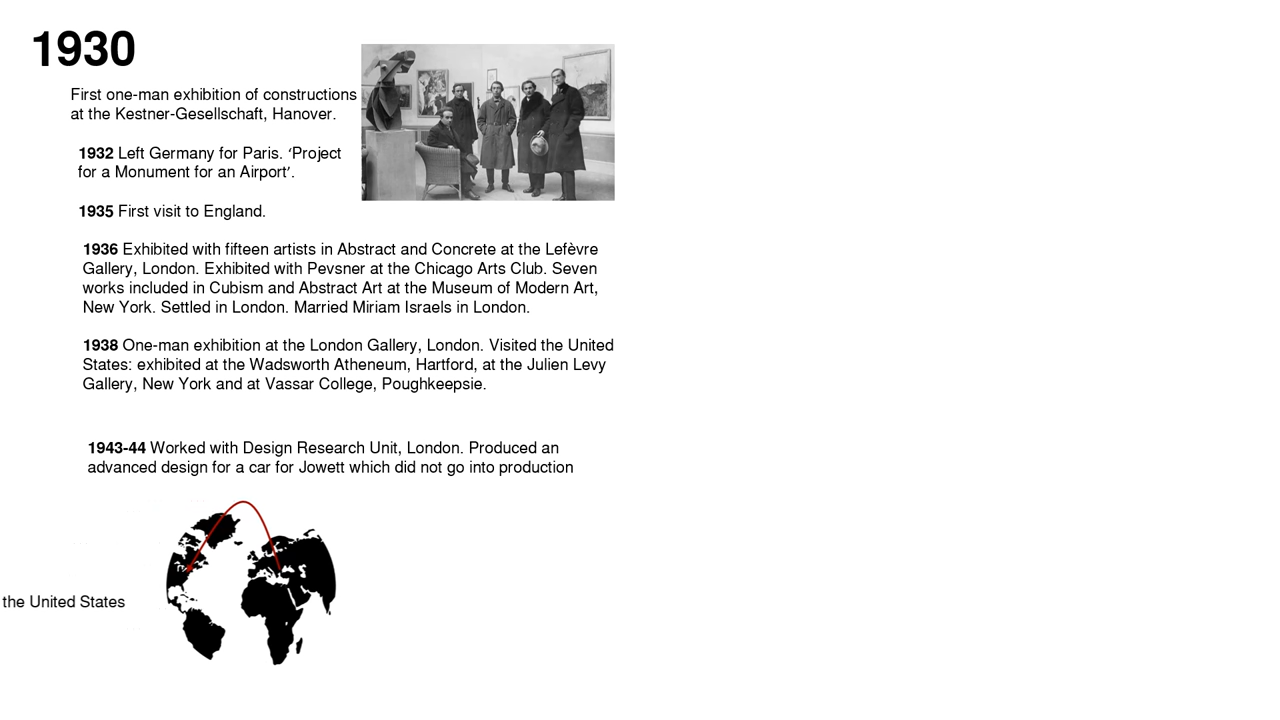 1930
First one-man exhibition of constructions
at the Kestner-Gesellschaft, Hanover.
1932 Left Germany for Paris. ‘Project
for a Monument for an Airport’.
1935 First visit to England.
1936 Exhibited with fifteen artists in Abstract and Concrete at the Lefèvre
Gallery, London. Exhibited with Pevsner at the Chicago Arts Club. Seven
works included in Cubism and Abstract Art at the Museum of Modern Art,
New York. Settled in London. Married Miriam Israels in London.
1938 One-man exhibition at the London Gallery, London. Visited the United
States: exhibited at the Wadsworth Atheneum, Hartford, at the Julien Levy
Gallery, New York and at Vassar College, Poughkeepsie.
1943-44 Worked with Design Research Unit, London. Produced an
advanced design for a car for Jowett which did not go into production
the United States